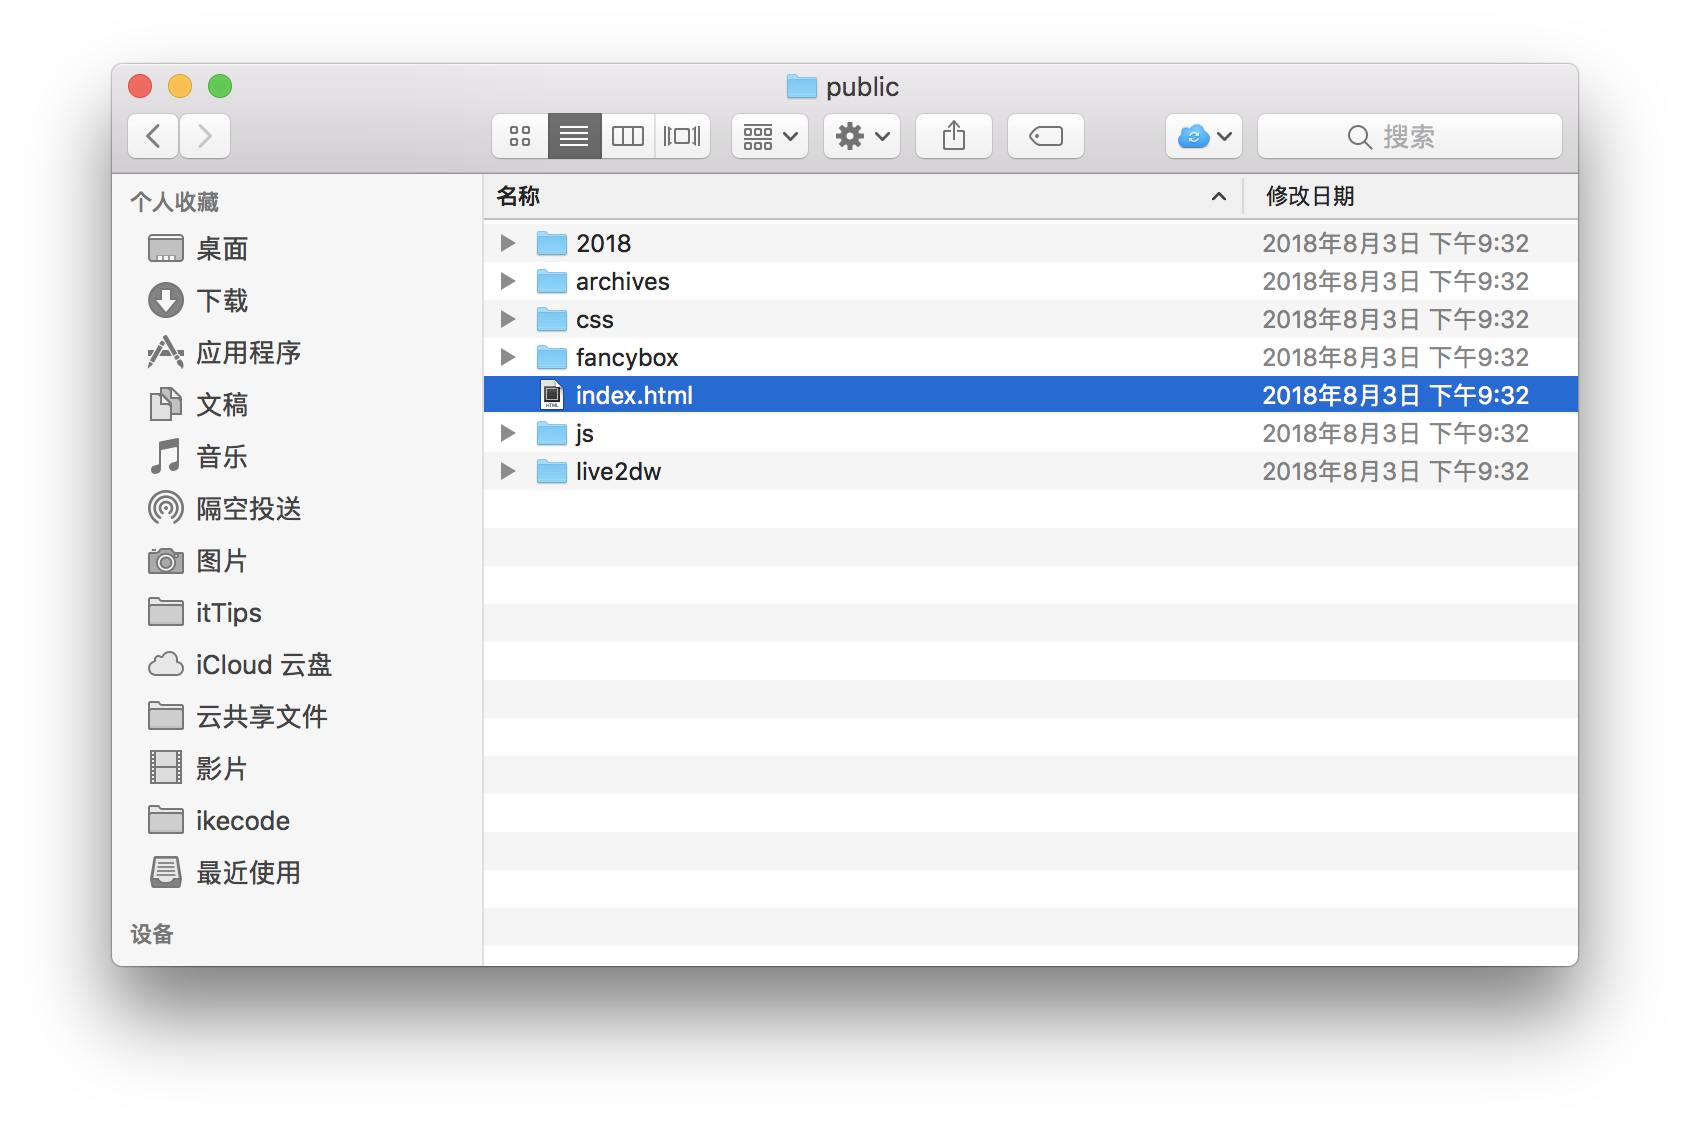 public
搜索
个人收藏
桌面
下载
应用程序
文稿
音乐
隔空投送
图片
itTips
iCloud 云盘
云共享文件
影片
ikecode
最近使用
设备
名称 修改日期
2018 2018年8月3日 下午9:32
archives 2018年8月3日 下午9:32
css 2018年8月3日 下午9:32
fancybox 2018年8月3日 下午9:32
index.html 2018年8月3日 下午9:32
js 2018年8月3日 下午9:32
live2dw 2018年8月3日 下午9:32